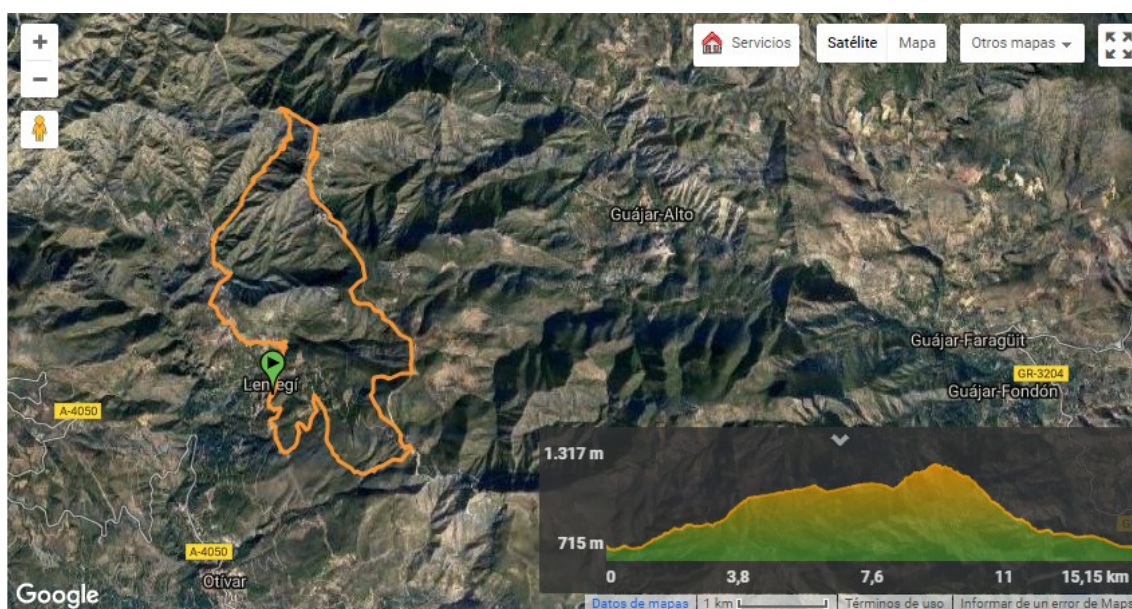 +
Servicios
Satélite
Mapa
Otros mapas
−
Guájar-Alto
Guájar-Faragüit
GR-3204
Guájar-Fondón
A-4050
1.317 m
715 m
0 3,8 7,6 11 15,15 km
A-4050
Otívar
Google
Datos de mapas
1 km
Términos de uso
Informar de un error de Maps